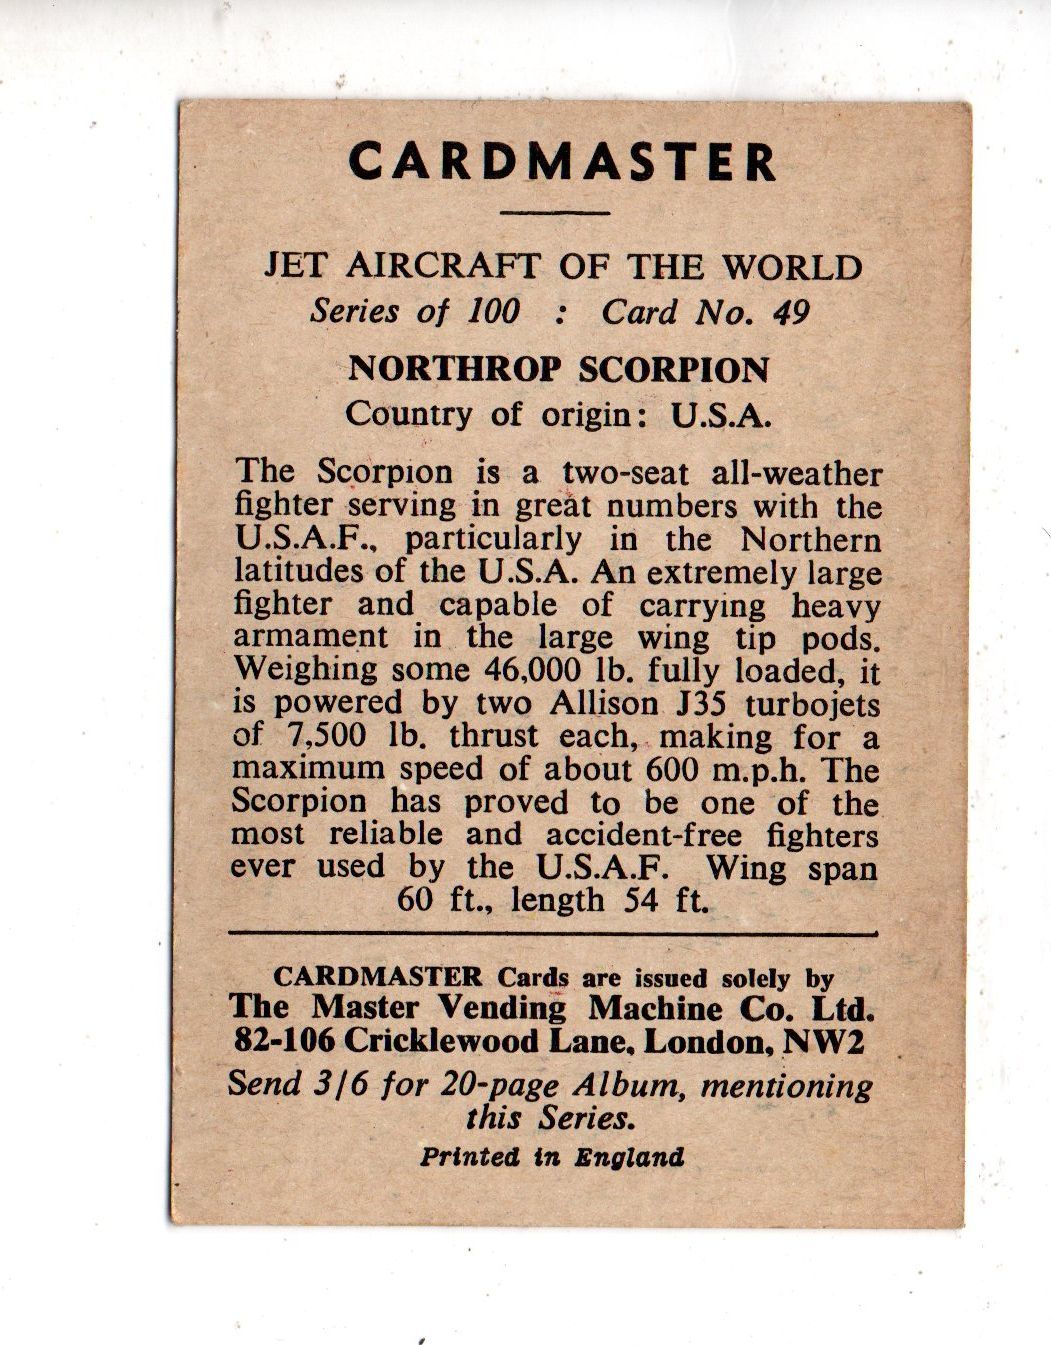 CARDMASTER
JET AIRCRAFT OF THE WORLD
Series of 100 : Card No. 49
NORTHROP SCORPION
Country of origin: U.S.A.
The Scorpion is a two-seat all-weather
fighter serving in great numbers with the
U.S.A.F., particularly in the Northern
latitudes of the U.S.A. An extremely large
fighter and capable of carrying heavy
armament in the large wing tip pods.
Weighing some 46,000 lb. fully loaded, it
is powered by two Allison J35 turbojets
of 7,500 lb. thrust each, making for a
maximum speed of about 600 m.p.h. The
Scorpion has proved to be one of the
most reliable and accident-free fighters
ever used by the U.S.A.F. Wing span
60 ft., length 54 ft.
CARDMASTER Cards are issued solely by
The Master Vending Machine Co. Ltd.
82-106 Cricklewood Lane, London, NW2
Send 3/6 for 20-page Album, mentioning
this Series.
Printed in England